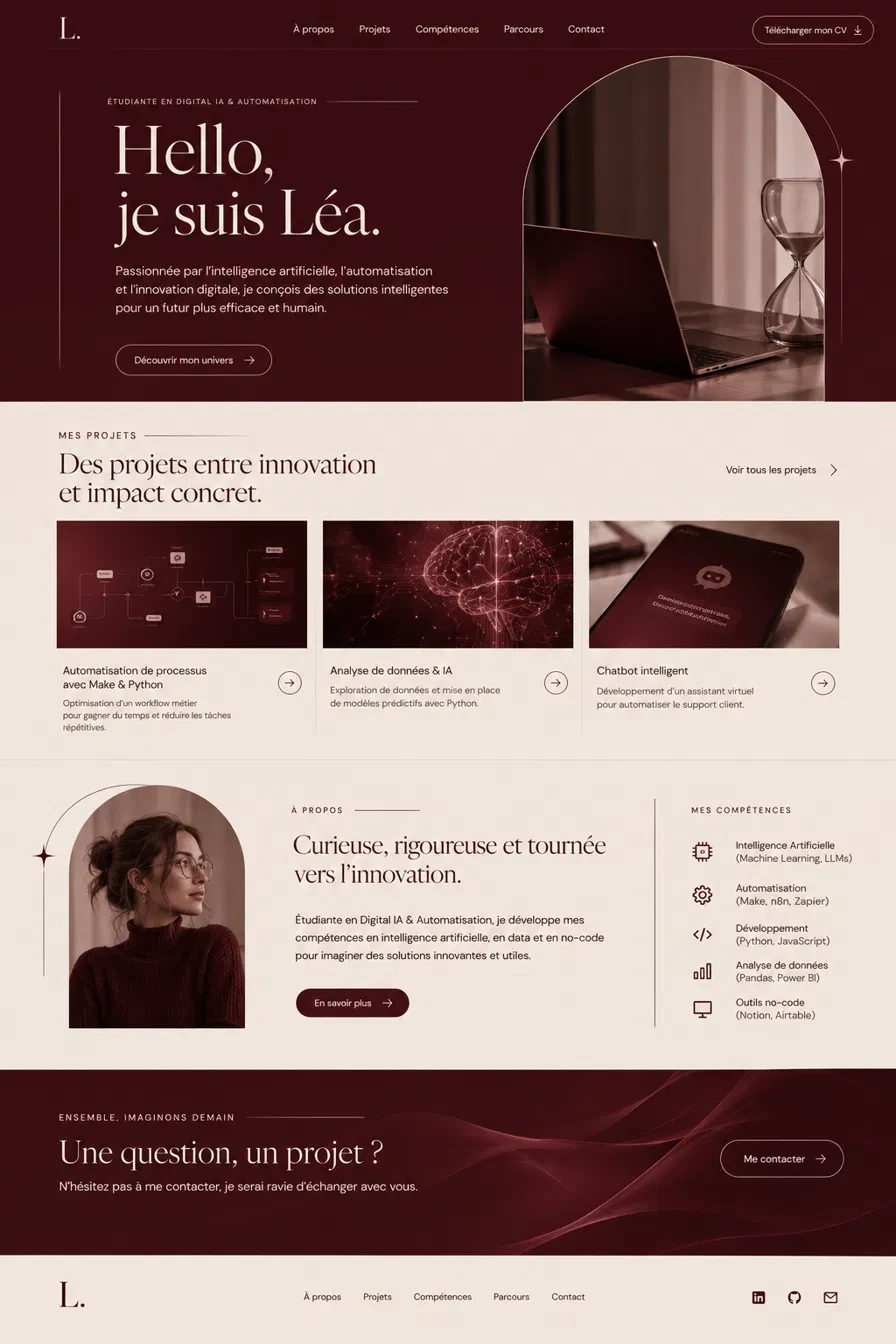 L.
À propos
Projets
Compétences
Parcours
Contact
Télécharger mon CV
ÉTUDIANTE EN DIGITAL IA & AUTOMATISATION
Hello,
je suis Léa.
Passionnée par l'intelligence artificielle, l'automatisation
et l'innovation digitale, je conçois des solutions intelligentes
pour un futur plus efficace et humain.
Découvrir mon univers
MES PROJETS
Des projets entre innovation
et impact concret.
Voir tous les projets
Automatisation de processus
avec Make & Python
Optimisation d'un workflow métier
pour gagner du temps et réduire les tâches
répétitives.
Analyse de données & IA
Exploration de données et mise en place
de modèles prédictifs avec Python.
Chatbot intelligent
Développement d'un assistant virtuel
pour automatiser le support client.
À PROPOS
Curieuse, rigoureuse et tournée
vers l'innovation.
Étudiante en Digital IA & Automatisation, je développe mes
compétences en intelligence artificielle, en data et en no-code
pour imaginer des solutions innovantes et utiles.
En savoir plus
MES COMPÉTENCES
Intelligence Artificielle
(Machine Learning, LLMs)
Automatisation
(Make, n8n, Zapier)
Développement
(Python, JavaScript)
Analyse de données
(Pandas, Power BI)
Outils no-code
(Notion, Airtable)
ENSEMBLE, IMAGINONS DEMAIN
Une question, un projet ?
N'hésitez pas à me contacter, je serai ravie d'échanger avec vous.
Me contacter
L.
À propos
Projets
Compétences
Parcours
Contact
in